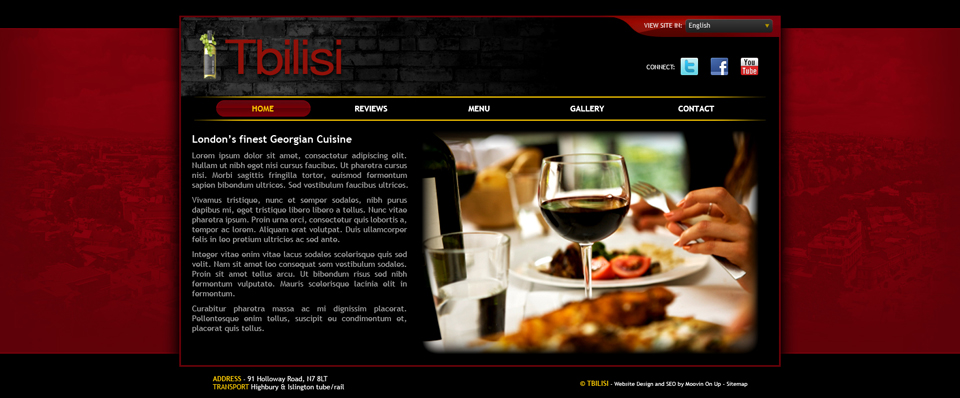 VIEW SITE IN: English
Tbilisi
CONNECT:
You
Tube
HOME REVIEWS MENU GALLERY CONTACT
London's finest Georgian Cuisine
Lorem ipsum dolor sit amet, consectetur adipiscing elit.
Nullam ut nibh eget nisi cursus faucibus. Ut pharetra cursus
nisi. Morbi sagittis fringilla tortor, euismod fermentum
sapien bibendum ultrices. Sed vestibulum faucibus ultrices.
Vivamus tristique, nunc et semper sodales, nibh purus
dapibus mi, eget tristique libero libero a tellus. Nunc vitae
pharetra ipsum. Proin urna orci, consectetur quis lobortis a,
tempor ac lorem. Aliquam erat volutpat. Duis ullamcorper
felis in leo pretium ultricies ac sed ante.
Integer vitae enim vitae lacus sodales scelerisque quis sed
velit. Nam sit amet leo consequat sem vestibulum sodales.
Proin sit amet tellus arcu. Ut bibendum risus sed nibh
fermentum vulputate. Mauris scelerisque lacinia elit in
fermentum.
Curabitur pharetra massa ac mi dignissim placerat.
Pellentesque enim tellus, suscipit eu condimentum et,
placerat quis tellus.
ADDRESS - 91 Holloway Road, N7 8LT
TRANSPORT Highbury & Islington tube/rail
© TBILISI - Website Design and SEO by Moovin On Up - Sitemap